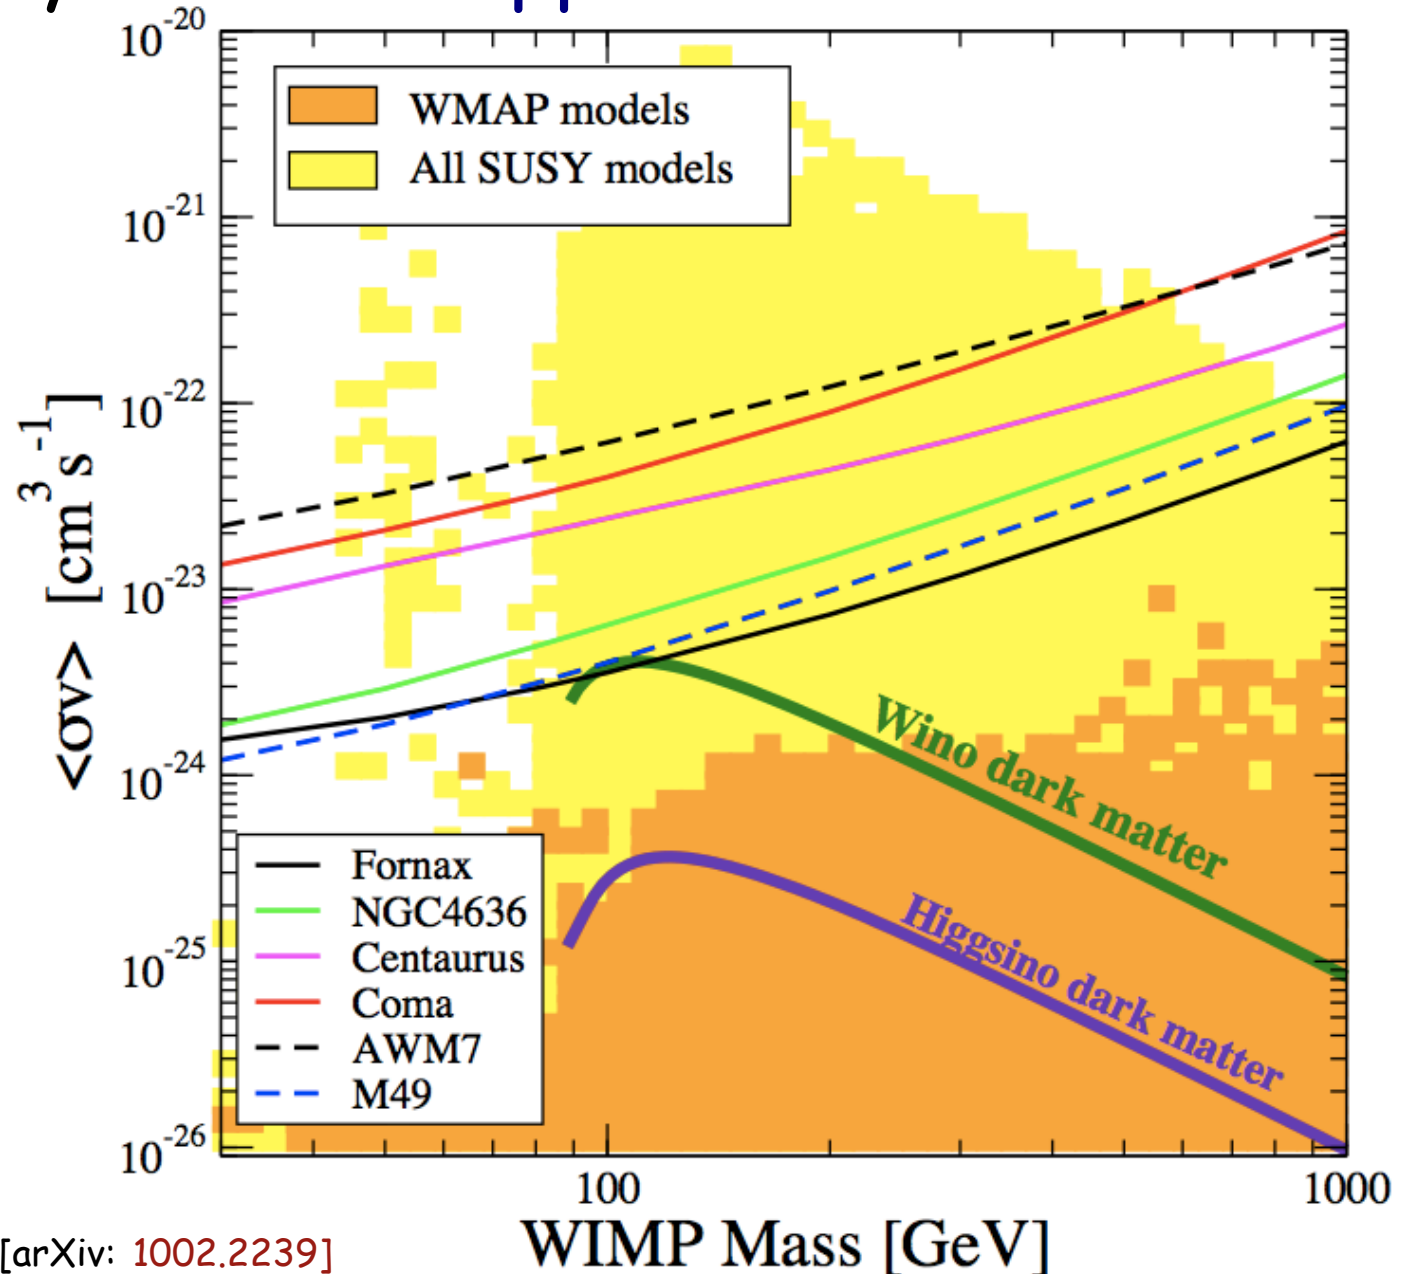 10-20
WMAP models
All SUSY models
10-21
10-22
10-23
10-24
10-25
10-26
<σv> [cm3 s-1]
Wino dark matter
Higgsino dark matter
Fornax
NGC4636
Centaurus
Coma
AWM7
M49
100
1000
WIMP Mass [GeV]
[arXiv: 1002.2239]